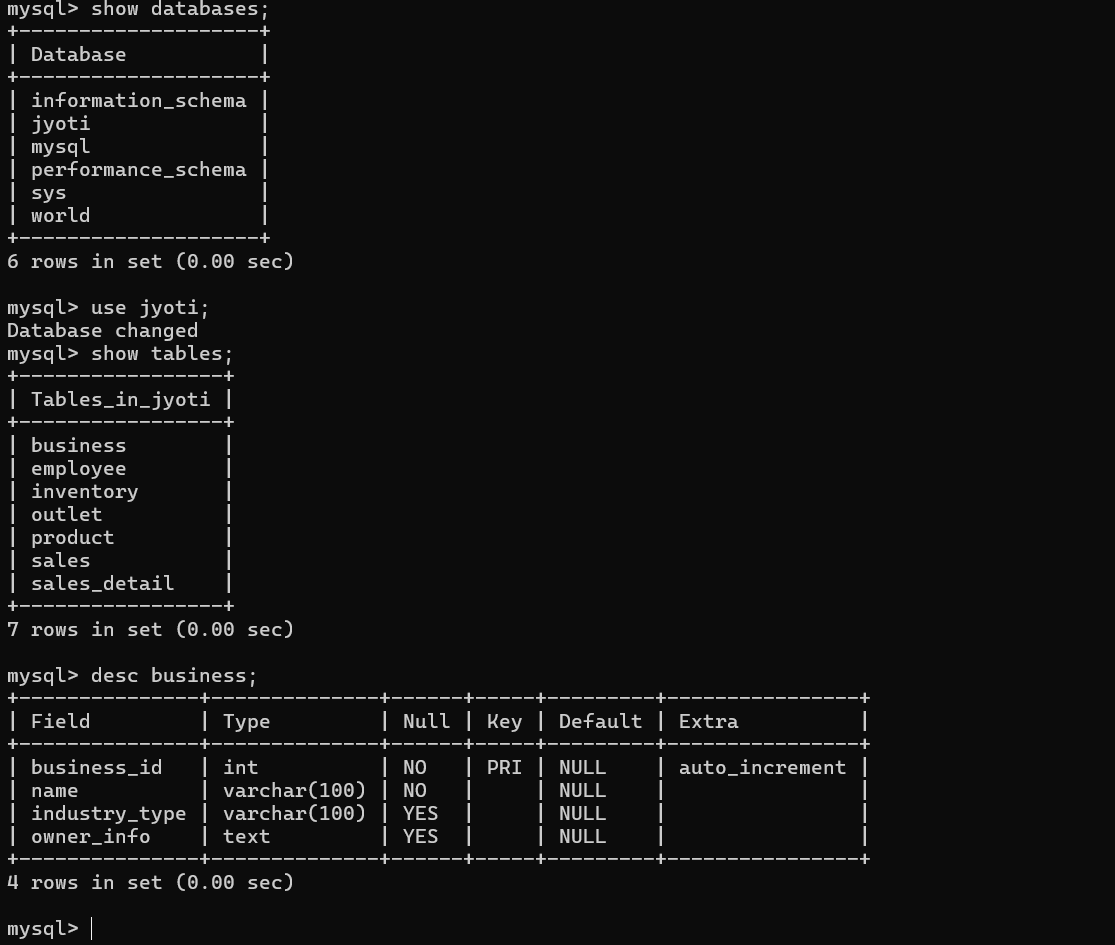 mysql> show databases;
+--------------------+
| Database           |
+--------------------+
| information_schema |
| jyoti              |
| mysql              |
| performance_schema |
| sys                |
| world              |
+--------------------+
6 rows in set (0.00 sec)

mysql> use jyoti;
Database changed
mysql> show tables;
+-----------------+
| Tables_in_jyoti |
+-----------------+
| business        |
| employee        |
| inventory       |
| outlet          |
| product         |
| sales           |
| sales_detail    |
+-----------------+
7 rows in set (0.00 sec)

mysql> desc business;
+---------------+--------------+------+-----+---------+----------------+
| Field         | Type         | Null | Key | Default | Extra          |
+---------------+--------------+------+-----+---------+----------------+
| business_id   | int          | NO   | PRI | NULL    | auto_increment |
| name          | varchar(100) | NO   |     | NULL    |                |
| industry_type | varchar(100) | YES  |     | NULL    |                |
| owner_info    | text         | YES  |     | NULL    |                |
+---------------+--------------+------+-----+---------+----------------+
4 rows in set (0.00 sec)

mysql>